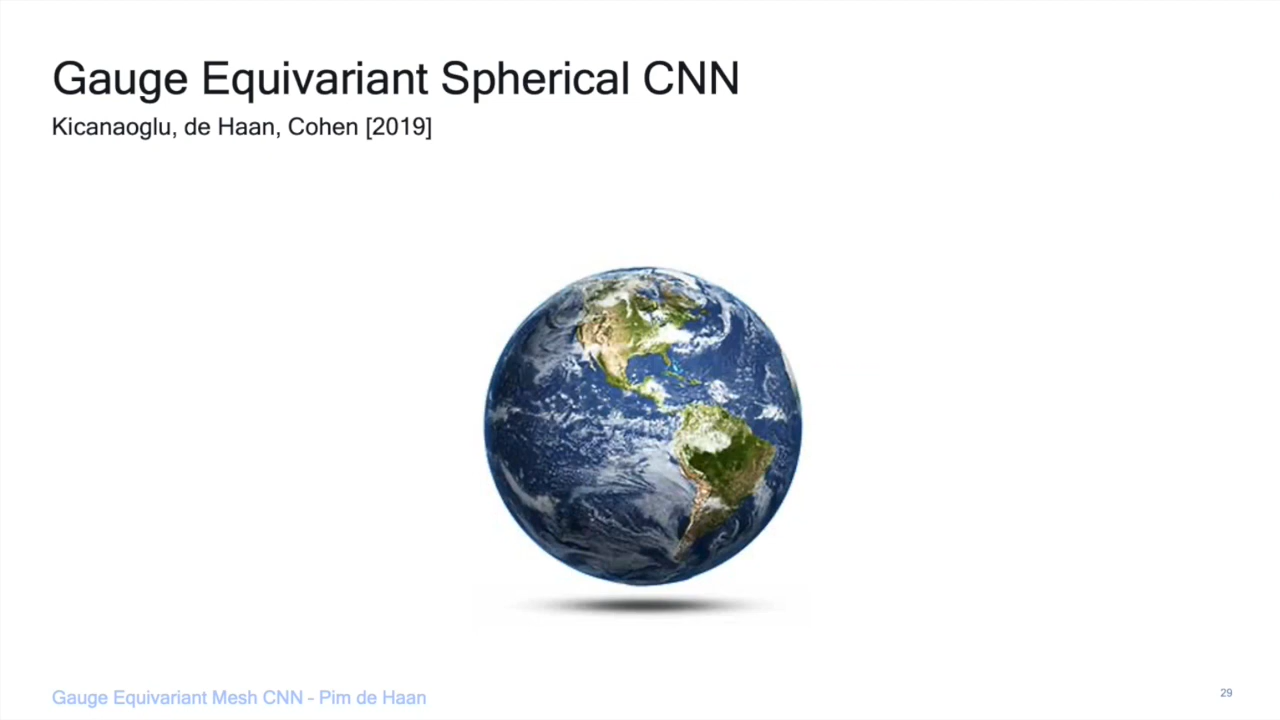 Gauge Equivariant Spherical CNN
Kicanaoglu, de Haan, Cohen [2019]
Gauge Equivariant Mesh CNN - Pim de Haan
29